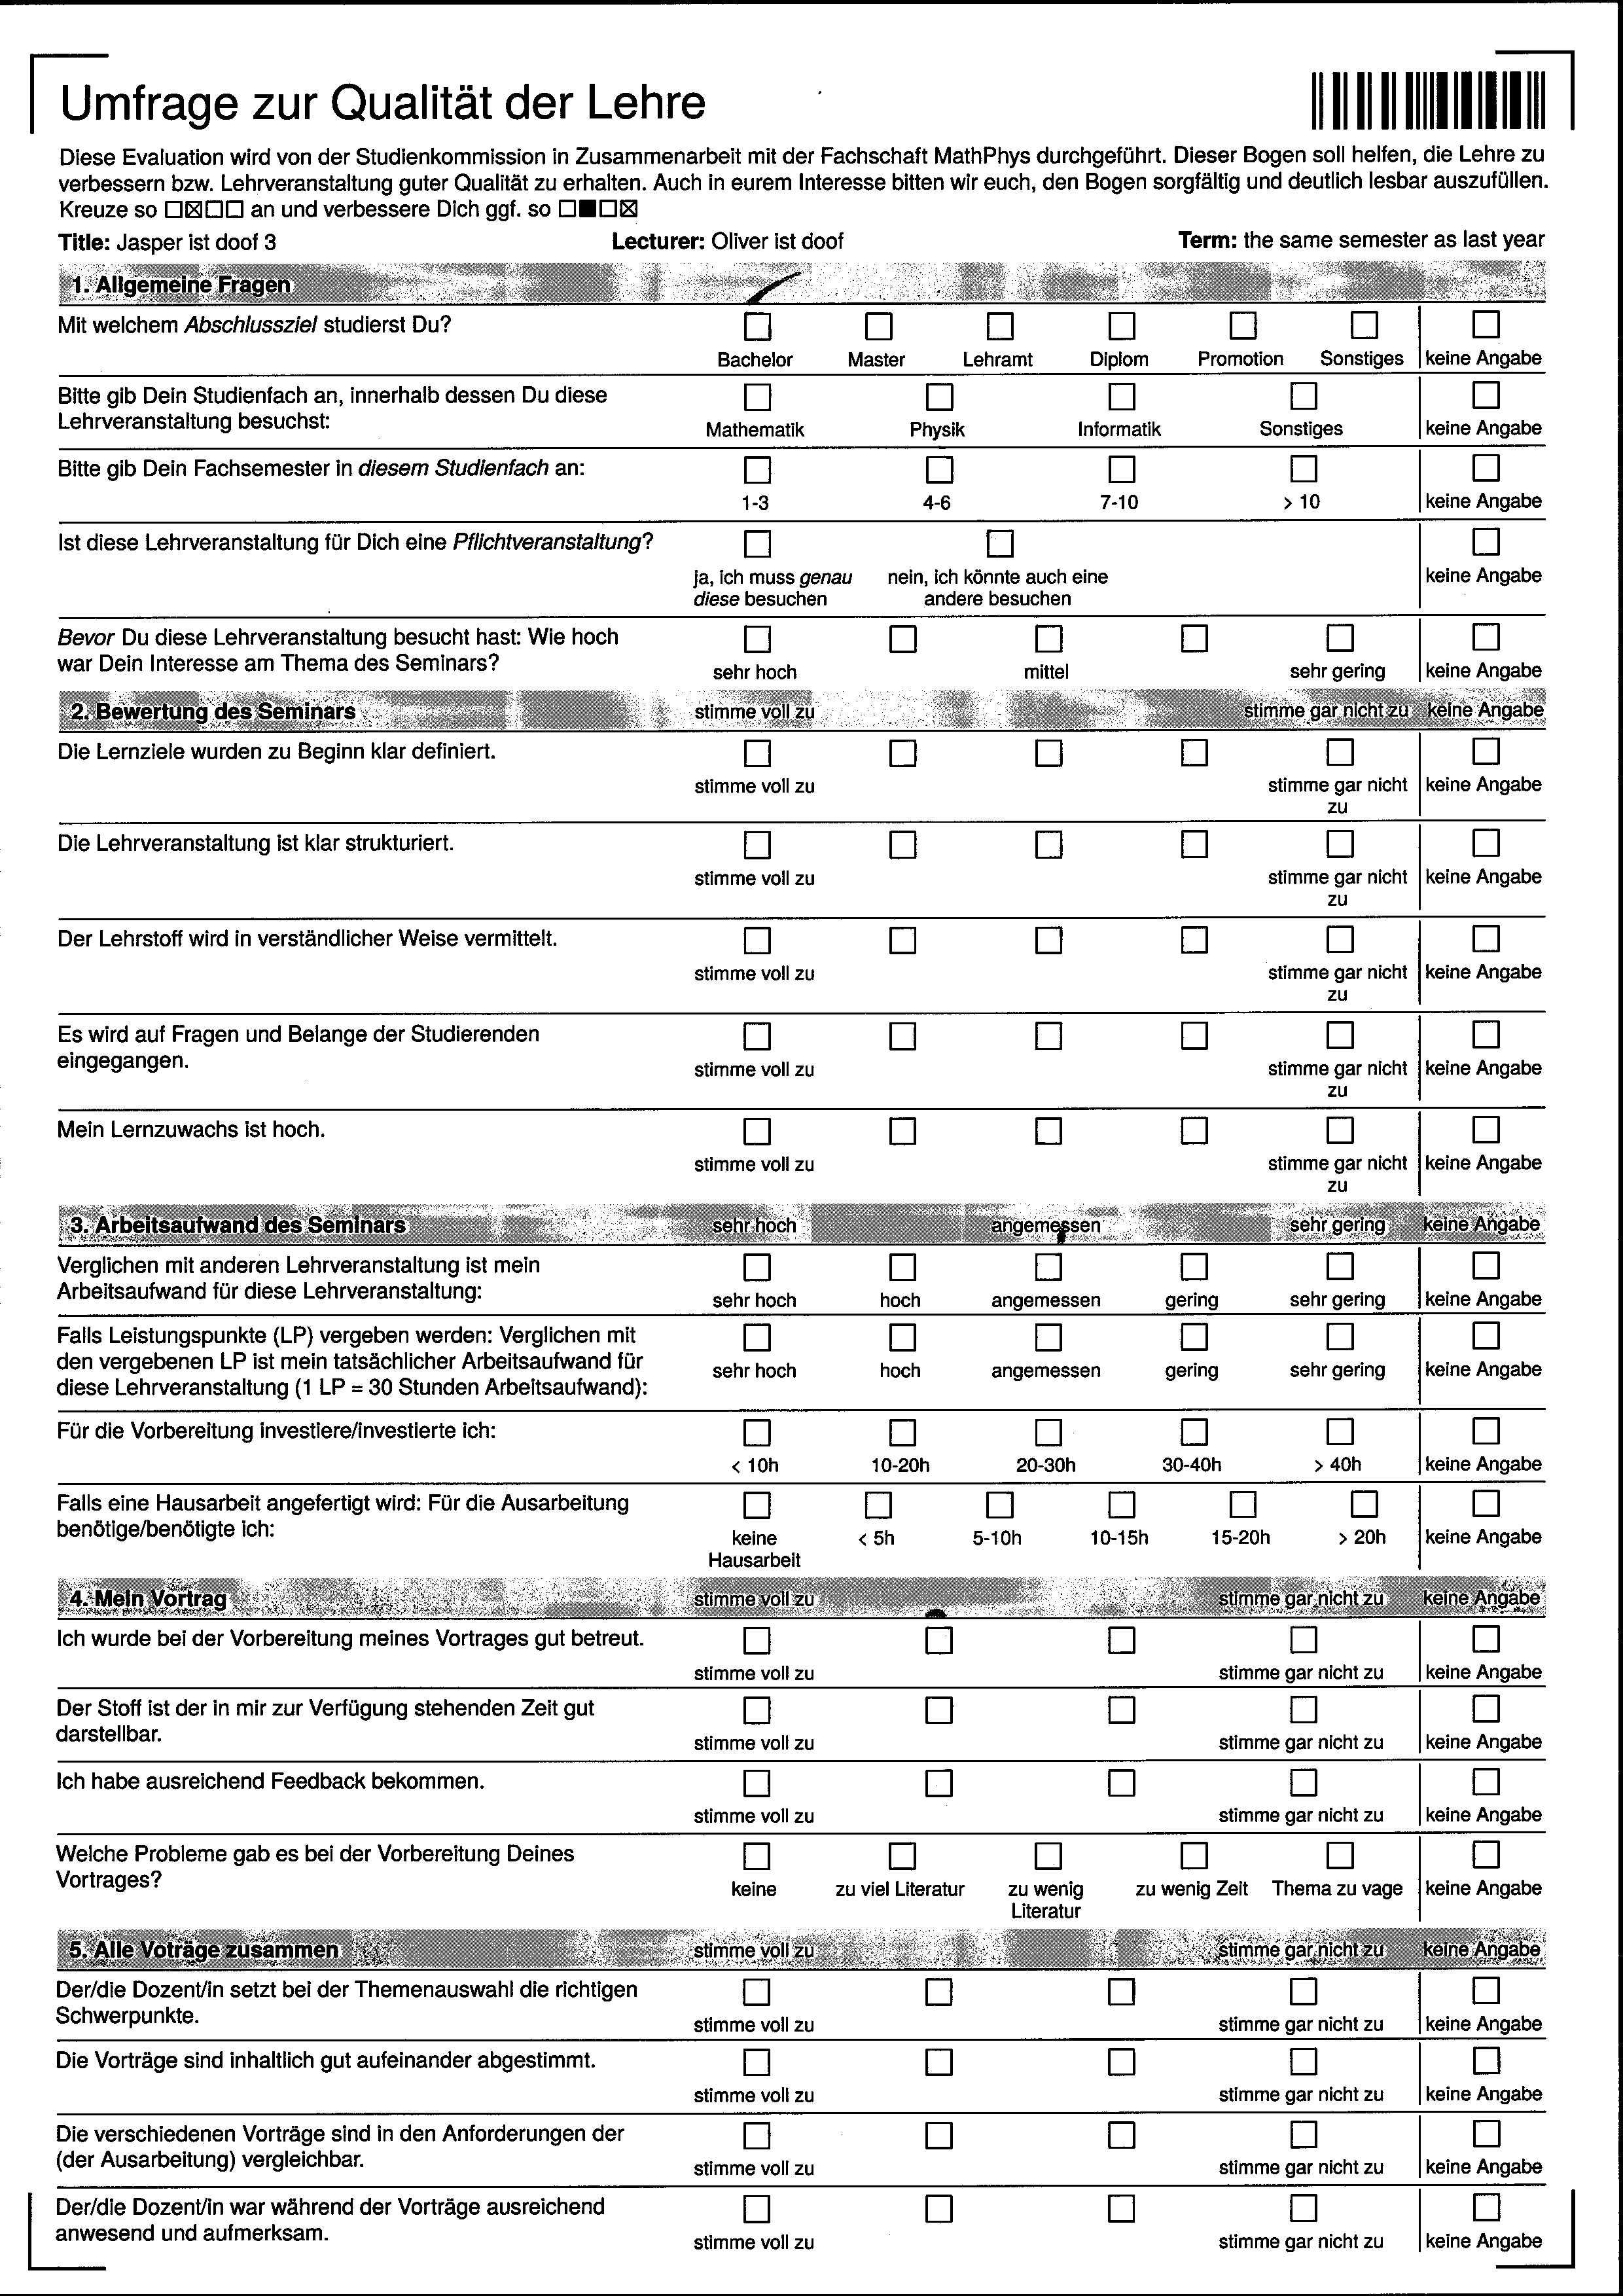 Umfrage zur Qualität der Lehre
Diese Evaluation wird von der Studienkommission in Zusammenarbeit mit der Fachschaft MathPhys durchgeführt. Dieser Bogen soll helfen, die Lehre zu
verbessern bzw. Lehrveranstaltung guter Qualität zu erhalten. Auch in eurem Interesse bitten wir euch, den Bogen sorgfältig und deutlich lesbar auszufüllen.
Kreuze so ☐☒☐☐ an und verbessere Dich ggf. so ☐■☐☒
Title: Jasper ist doof 3 Lecturer: Oliver ist doof Term: the same semester as last year
1. Allgemeine Fragen
Mit welchem Abschlussziel studierst Du?
Bachelor Master Lehramt Diplom Promotion Sonstiges keine Angabe
Bitte gib Dein Studienfach an, innerhalb dessen Du diese
Lehrveranstaltung besuchst:
Mathematik Physik Informatik Sonstiges keine Angabe
Bitte gib Dein Fachsemester in diesem Studienfach an:
1-3 4-6 7-10 > 10 keine Angabe
Ist diese Lehrveranstaltung für Dich eine Pflichtveranstaltung?
ja, ich muss genau nein, ich könnte auch eine keine Angabe
diese besuchen andere besuchen
Bevor Du diese Lehrveranstaltung besucht hast: Wie hoch
war Dein Interesse am Thema des Seminars?
sehr hoch mittel sehr gering keine Angabe
2. Bewertung des Seminars stimme voll zu stimme gar nicht zu keine Angabe
Die Lernziele wurden zu Beginn klar definiert.
stimme voll zu stimme gar nicht keine Angabe
zu
Die Lehrveranstaltung ist klar strukturiert.
stimme voll zu stimme gar nicht keine Angabe
zu
Der Lehrstoff wird in verständlicher Weise vermittelt.
stimme voll zu stimme gar nicht keine Angabe
zu
Es wird auf Fragen und Belange der Studierenden
eingegangen.
stimme voll zu stimme gar nicht keine Angabe
zu
Mein Lernzuwachs ist hoch.
stimme voll zu stimme gar nicht keine Angabe
zu
3. Arbeitsaufwand des Seminars sehr hoch angemessen sehr gering keine Angabe
Verglichen mit anderen Lehrveranstaltung ist mein
Arbeitsaufwand für diese Lehrveranstaltung:
sehr hoch hoch angemessen gering sehr gering keine Angabe
Falls Leistungspunkte (LP) vergeben werden: Verglichen mit
den vergebenen LP ist mein tatsächlicher Arbeitsaufwand für
diese Lehrveranstaltung (1 LP = 30 Stunden Arbeitsaufwand):
sehr hoch hoch angemessen gering sehr gering keine Angabe
Für die Vorbereitung investiere/investierte ich:
< 10h 10-20h 20-30h 30-40h > 40h keine Angabe
Falls eine Hausarbeit angefertigt wird: Für die Ausarbeitung
benötige/benötigte ich:
keine < 5h 5-10h 10-15h 15-20h > 20h keine Angabe
Hausarbeit
4. Mein Vortrag stimme voll zu stimme gar nicht zu keine Angabe
Ich wurde bei der Vorbereitung meines Vortrages gut betreut.
stimme voll zu stimme gar nicht zu keine Angabe
Der Stoff ist der in mir zur Verfügung stehenden Zeit gut
darstellbar.
stimme voll zu stimme gar nicht zu keine Angabe
Ich habe ausreichend Feedback bekommen.
stimme voll zu stimme gar nicht zu keine Angabe
Welche Probleme gab es bei der Vorbereitung Deines
Vortrages?
keine zu viel Literatur zu wenig zu wenig Zeit Thema zu vage keine Angabe
Literatur
5. Alle Voträge zusammen stimme voll zu stimme gar nicht zu keine Angabe
Der/die Dozent/in setzt bei der Themenauswahl die richtigen
Schwerpunkte.
stimme voll zu stimme gar nicht zu keine Angabe
Die Vorträge sind inhaltlich gut aufeinander abgestimmt.
stimme voll zu stimme gar nicht zu keine Angabe
Die verschiedenen Vorträge sind in den Anforderungen der
(der Ausarbeitung) vergleichbar.
stimme voll zu stimme gar nicht zu keine Angabe
Der/die Dozent/in war während der Vorträge ausreichend
anwesend und aufmerksam.
stimme voll zu stimme gar nicht zu keine Angabe